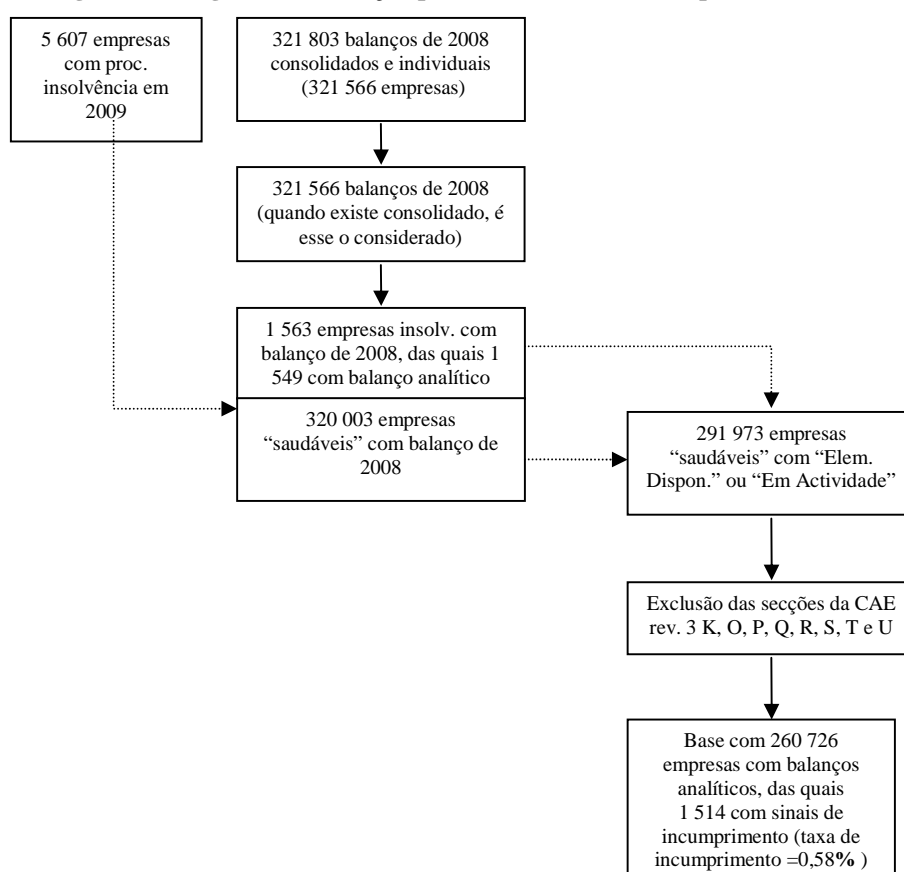 5 607 empresas
com proc.
insolvência em
2009
321 803 balanços de 2008
consolidados e individuais
(321 566 empresas)
321 566 balanços de 2008
(quando existe consolidado, é
esse o considerado)
1 563 empresas insolv. com
balanço de 2008, das quais 1
549 com balanço analítico
320 003 empresas
“saudáveis” com balanço de
2008
291 973 empresas
“saudáveis” com “Elem.
Dispon.” ou “Em Actividade”
Exclusão das secções da CAE
rev. 3 K, O, P, Q, R, S, T e U
Base com 260 726
empresas com balanços
analíticos, das quais
1 514 com sinais de
incumprimento (taxa de
incumprimento =0,58% )